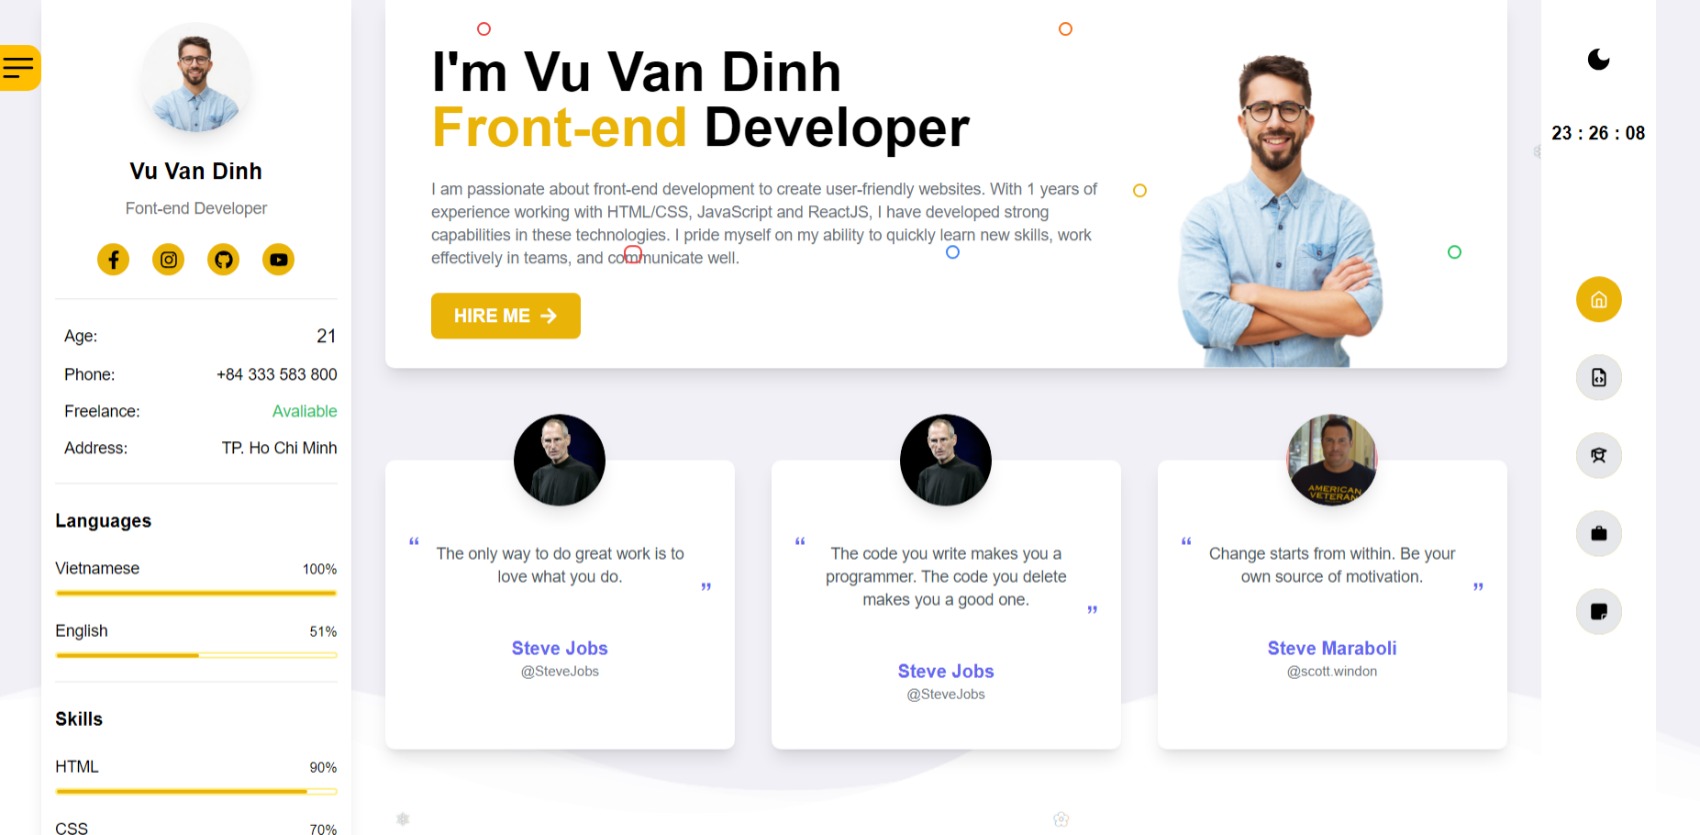 Vu Van Dinh
Font-end Developer
Age: 21
Phone: +84 333 583 800
Freelance: Avaliable
Address: TP. Ho Chi Minh
Languages
Vietnamese 100%
English 51%
Skills
HTML 90%
CSS 70%
I'm Vu Van Dinh
Front-end Developer
I am passionate about front-end development to create user-friendly websites. With 1 years of
experience working with HTML/CSS, JavaScript and ReactJS, I have developed strong
capabilities in these technologies. I pride myself on my ability to quickly learn new skills, work
effectively in teams, and communicate well.
HIRE ME
“ The only way to do great work is to
love what you do. ”
Steve Jobs
@SteveJobs
“ The code you write makes you a
programmer. The code you delete
makes you a good one. ”
Steve Jobs
@SteveJobs
AMERICAN
VETERAN
“ Change starts from within. Be your
own source of motivation. ”
Steve Maraboli
@scott.windon
23 : 26 : 08